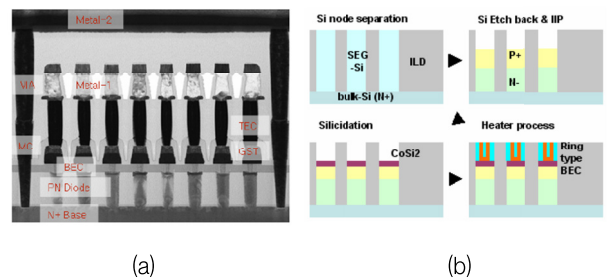 Metal-2
VIA
Metal-1
TEC
MC
GST
BEC
PN Diode
N+ Base
(a)
Si node separation
SEG
-Si
ILD
bulk-Si (N+)
Si Etch back & IIP
P+
N-
Silicidation
CoSi2
Heater process
Ring
type
BEC
(b)